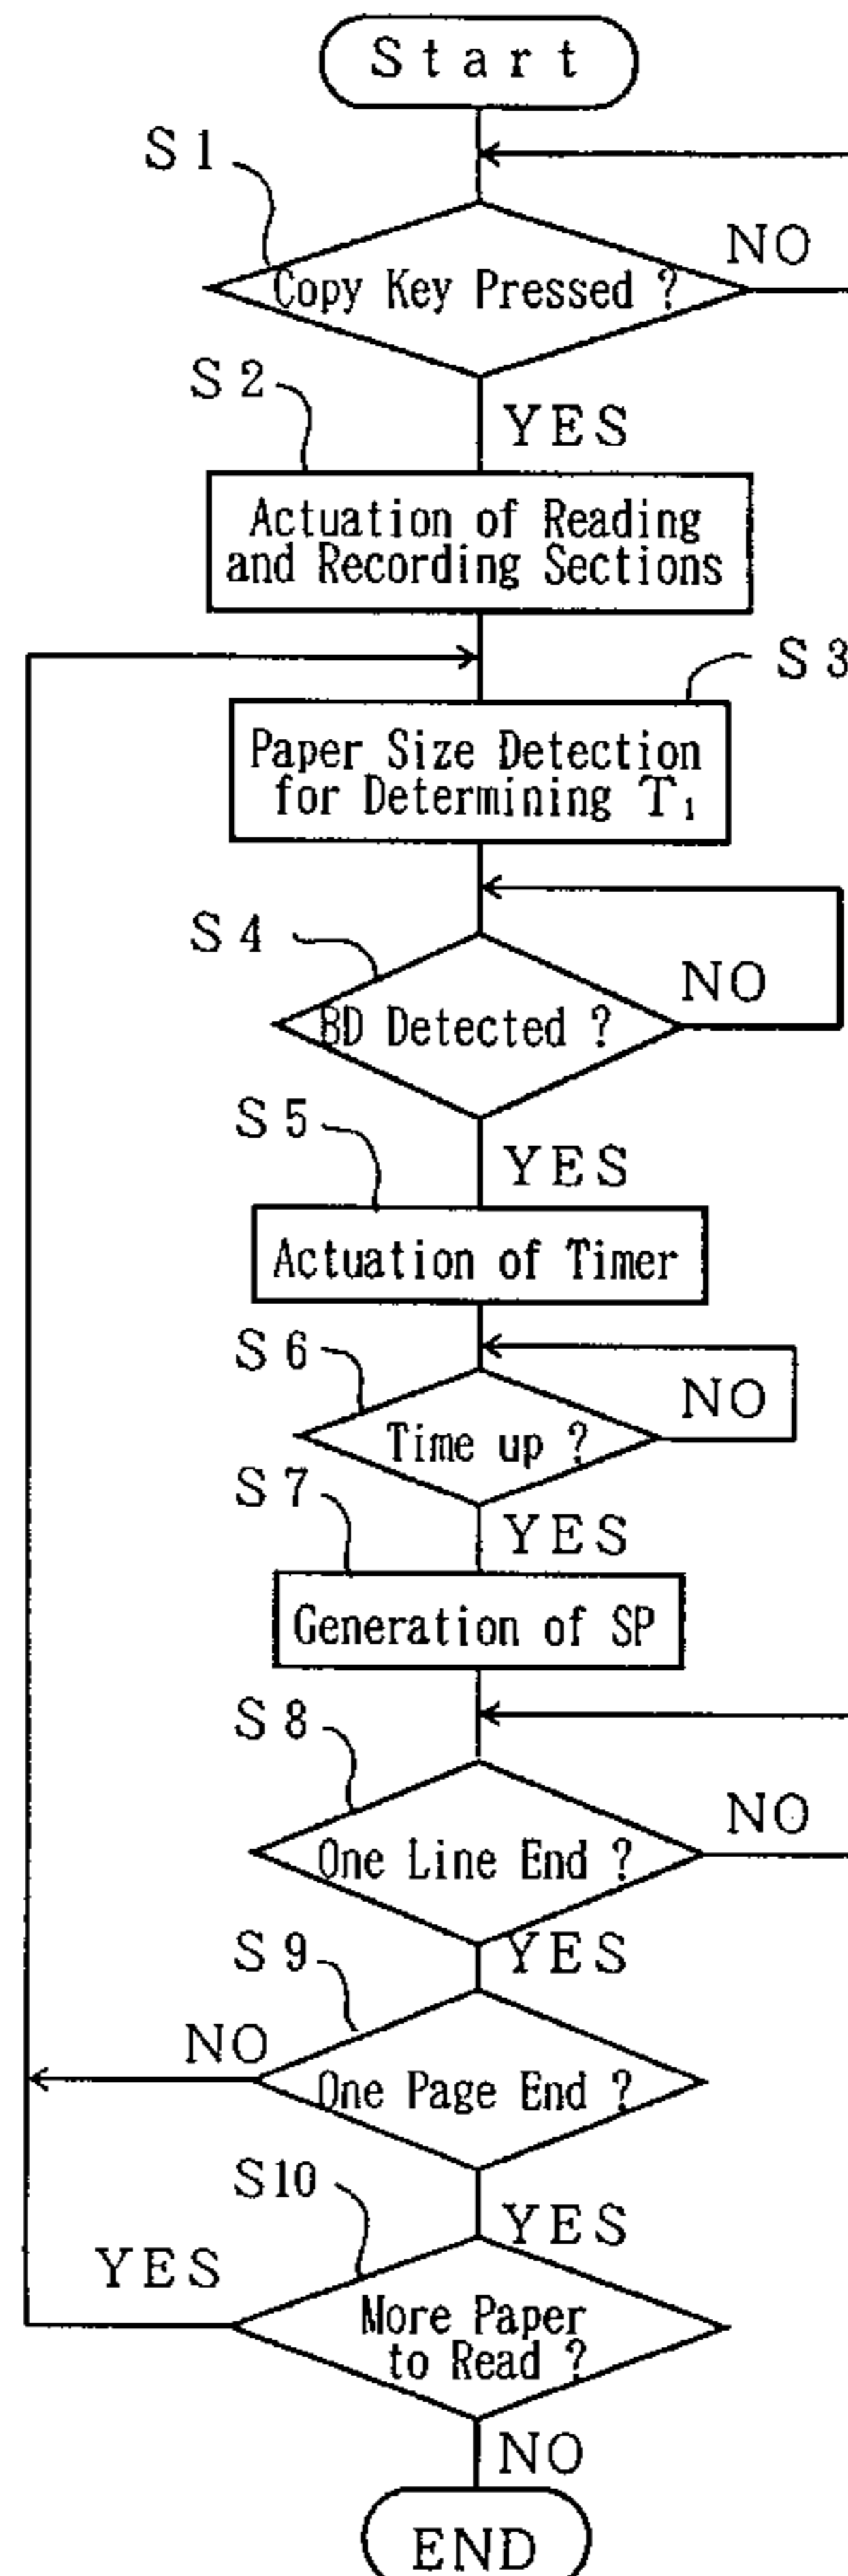 Start
S1
NO
Copy Key Pressed ?
S2
YES
Actuation of Reading
and Recording Sections
S3
Paper Size Detection
for Determining T₁
S4
NO
BD Detected ?
S5
YES
Actuation of Timer
S6
NO
Time up ?
S7
YES
Generation of SP
S8
NO
One Line End ?
S9
YES
NO
One Page End ?
S10
YES
YES
More Paper
to Read ?
NO
END